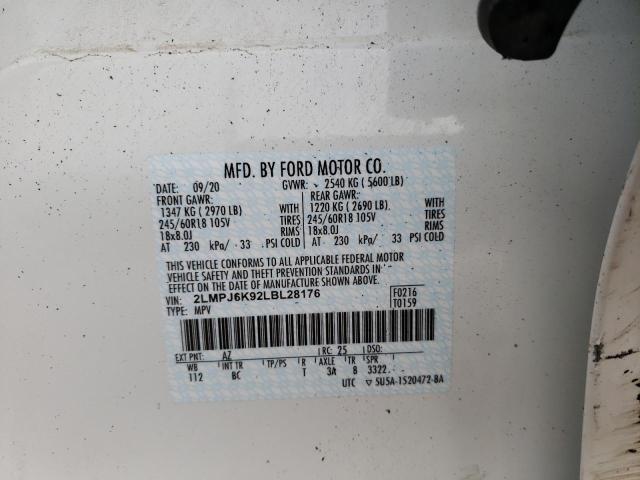 MFD. BY FORD MOTOR CO.
DATE: 09/20 GVWR: 2540 KG ( 5600 LB)
FRONT GAWR: REAR GAWR:
1347 KG ( 2970 LB) WITH 1220 KG ( 2690 LB) WITH
245/60R18 105V TIRES 245/60R18 105V TIRES
18x8.0J RIMS 18x8.0J RIMS
AT 230 kPa/ 33 PSI COLD AT 230 kPa/ 33 PSI COLD
THIS VEHICLE CONFORMS TO ALL APPLICABLE FEDERAL MOTOR
VEHICLE SAFETY AND THEFT PREVENTION STANDARDS IN
EFFECT ON THE DATE OF MANUFACTURE SHOWN ABOVE.
VIN: 2LMPJ6K92LBL28176 F0216
TYPE: MPV T0159
EXT PNT: AZ RC: 25 DSO:
WB INT TR TP/PS R AXLE TR SPR
112 BC T 8 3322
UTC 5U5A-1520472-BA